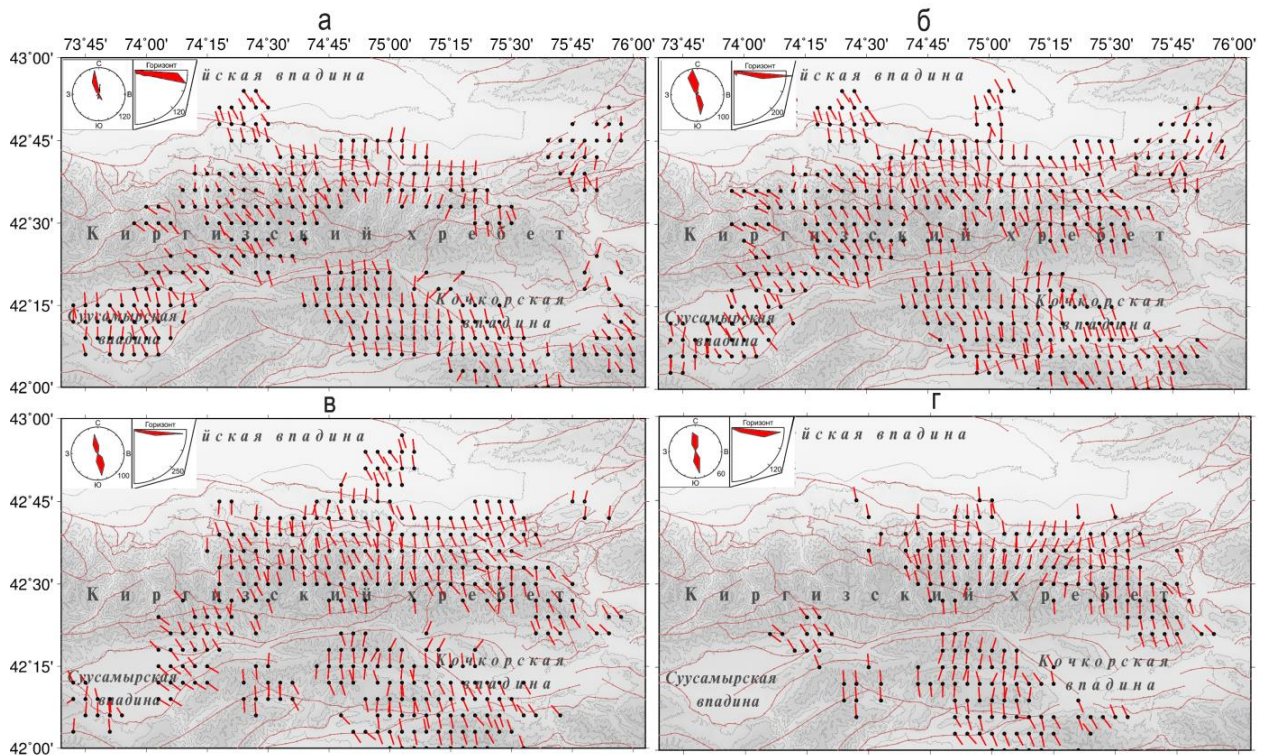 а
б
73˚45' 74˚00' 74˚15' 74˚30' 74˚45' 75˚00' 75˚15' 75˚30' 75˚45' 76˚00'
73˚45' 74˚00' 74˚15' 74˚30' 74˚45' 75˚00' 75˚15' 75˚30' 75˚45' 76˚00'
43˚00'
42˚45'
42˚30'
42˚15'
42˚00'
С
З
В
Ю
120
Горизонт
120
йская впадина
Киргизский хребет
Суусамырская
впадина
Кочкорская
впадина
С
З
В
Ю
100
Горизонт
200
йская впадина
Киргизский хребет
Суусамырская
впадина
Кочкорская
впадина
в
г
43˚00'
42˚45'
42˚30'
42˚15'
42˚00'
С
З
В
Ю
100
Горизонт
250
йская впадина
Киргизский хребет
Суусамырская
впадина
Кочкорская
впадина
С
З
В
Ю
60
Горизонт
120
йская впадина
Киргизский хребет
Суусамырская
впадина
Кочкорская
впадина